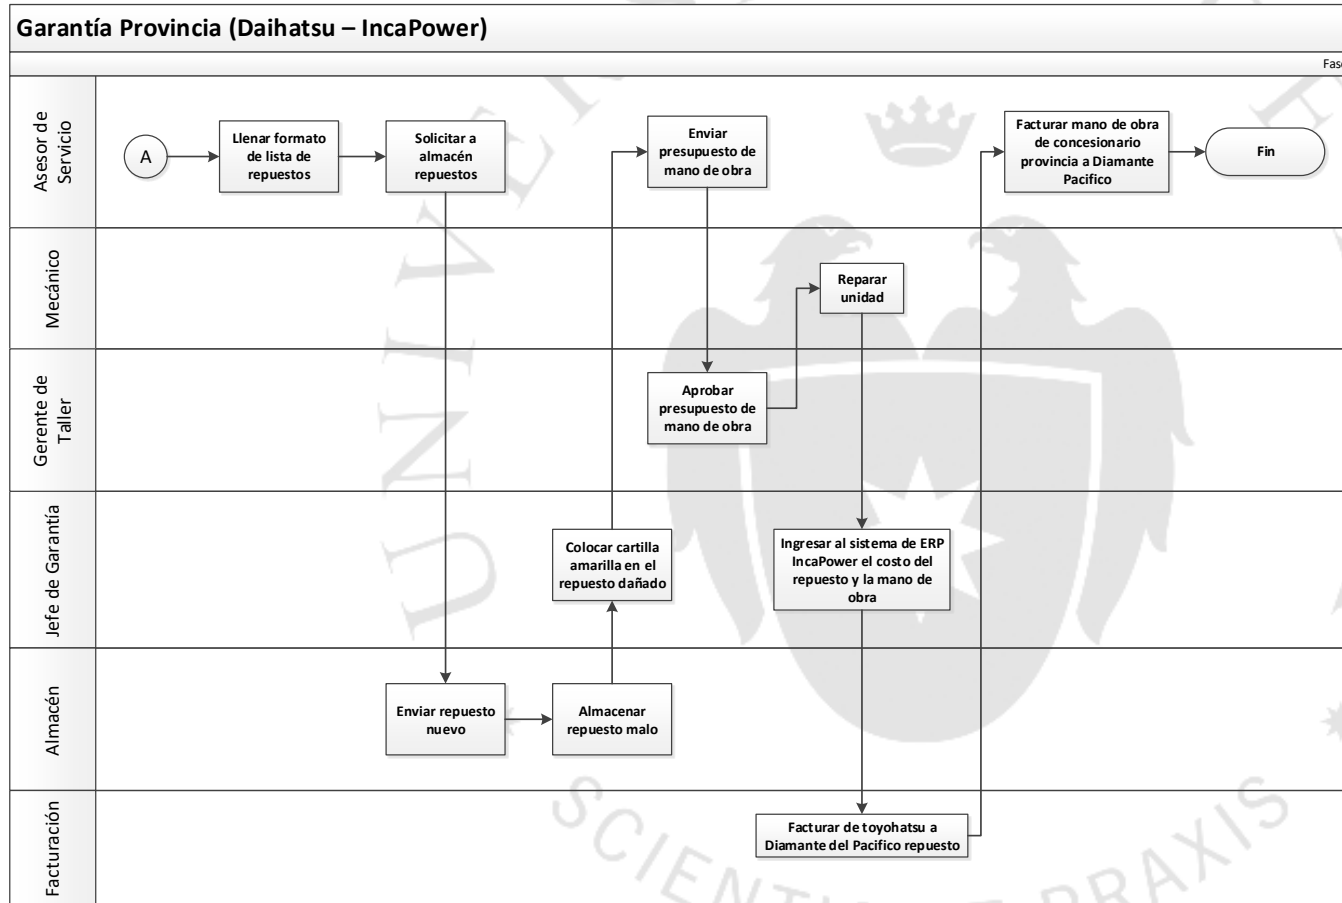 Garantía Provincia (Daihatsu – IncaPower)
Fase
Asesor de
Servicio
A
Llenar formato
de lista de
repuestos
Solicitar a
almacén
repuestos
Enviar
presupuesto de
mano de obra
Facturar mano de obra
de concesionario
provincia a Diamante
Pacifico
Fin
Mecánico
Reparar
unidad
Gerente de
Taller
Aprobar
presupuesto de
mano de obra
Jefe de Garantía
Colocar cartilla
amarilla en el
repuesto dañado
Ingresar al sistema de ERP
IncaPower el costo del
repuesto y la mano de
obra
Almacén
Enviar repuesto
nuevo
Almacenar
repuesto malo
Facturación
Facturar de toyohatsu a
Diamante del Pacifico repuesto